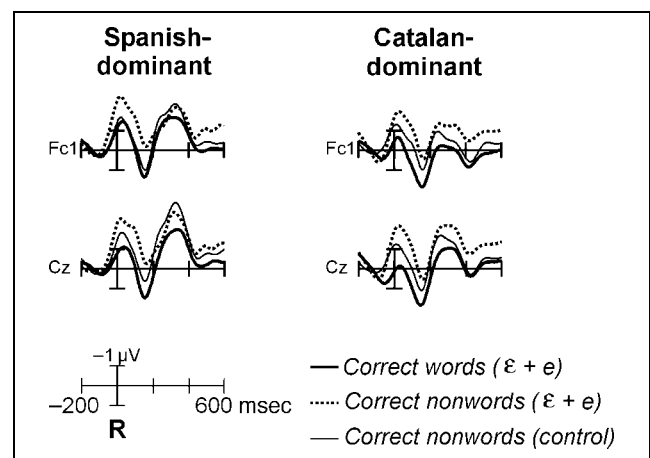 Spanish-
dominant
Catalan-
dominant
Fc1
Fc1
Cz
Cz
−1 µV
−200
600 msec
R
Correct words (ε + e)
Correct nonwords (ε + e)
Correct nonwords (control)